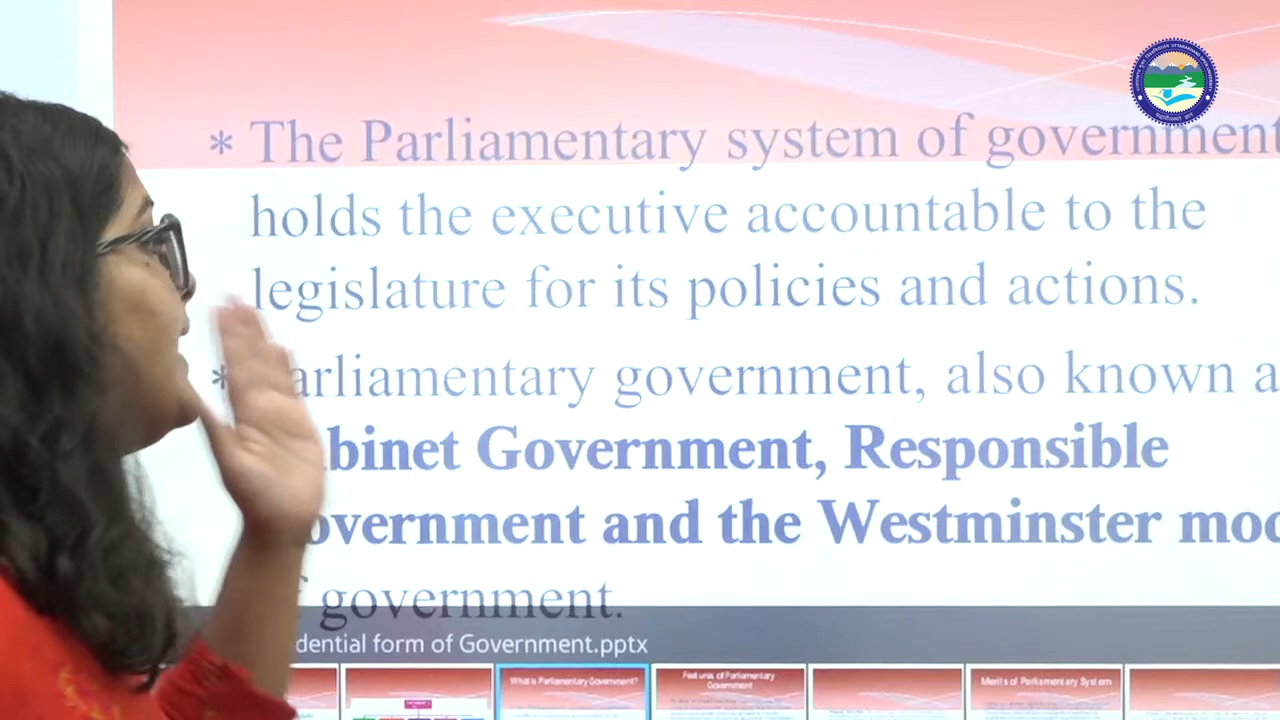 * The Parliamentary system of government
holds the executive accountable to the
legislature for its policies and actions.
* arliamentary government, also known a
binet Government, Responsible
overnment and the Westminster mod
government.
dential form of Government.pptx
What is Parliamentary Government?
Features of Parliamentary
Government
Merits of Parliamentary System